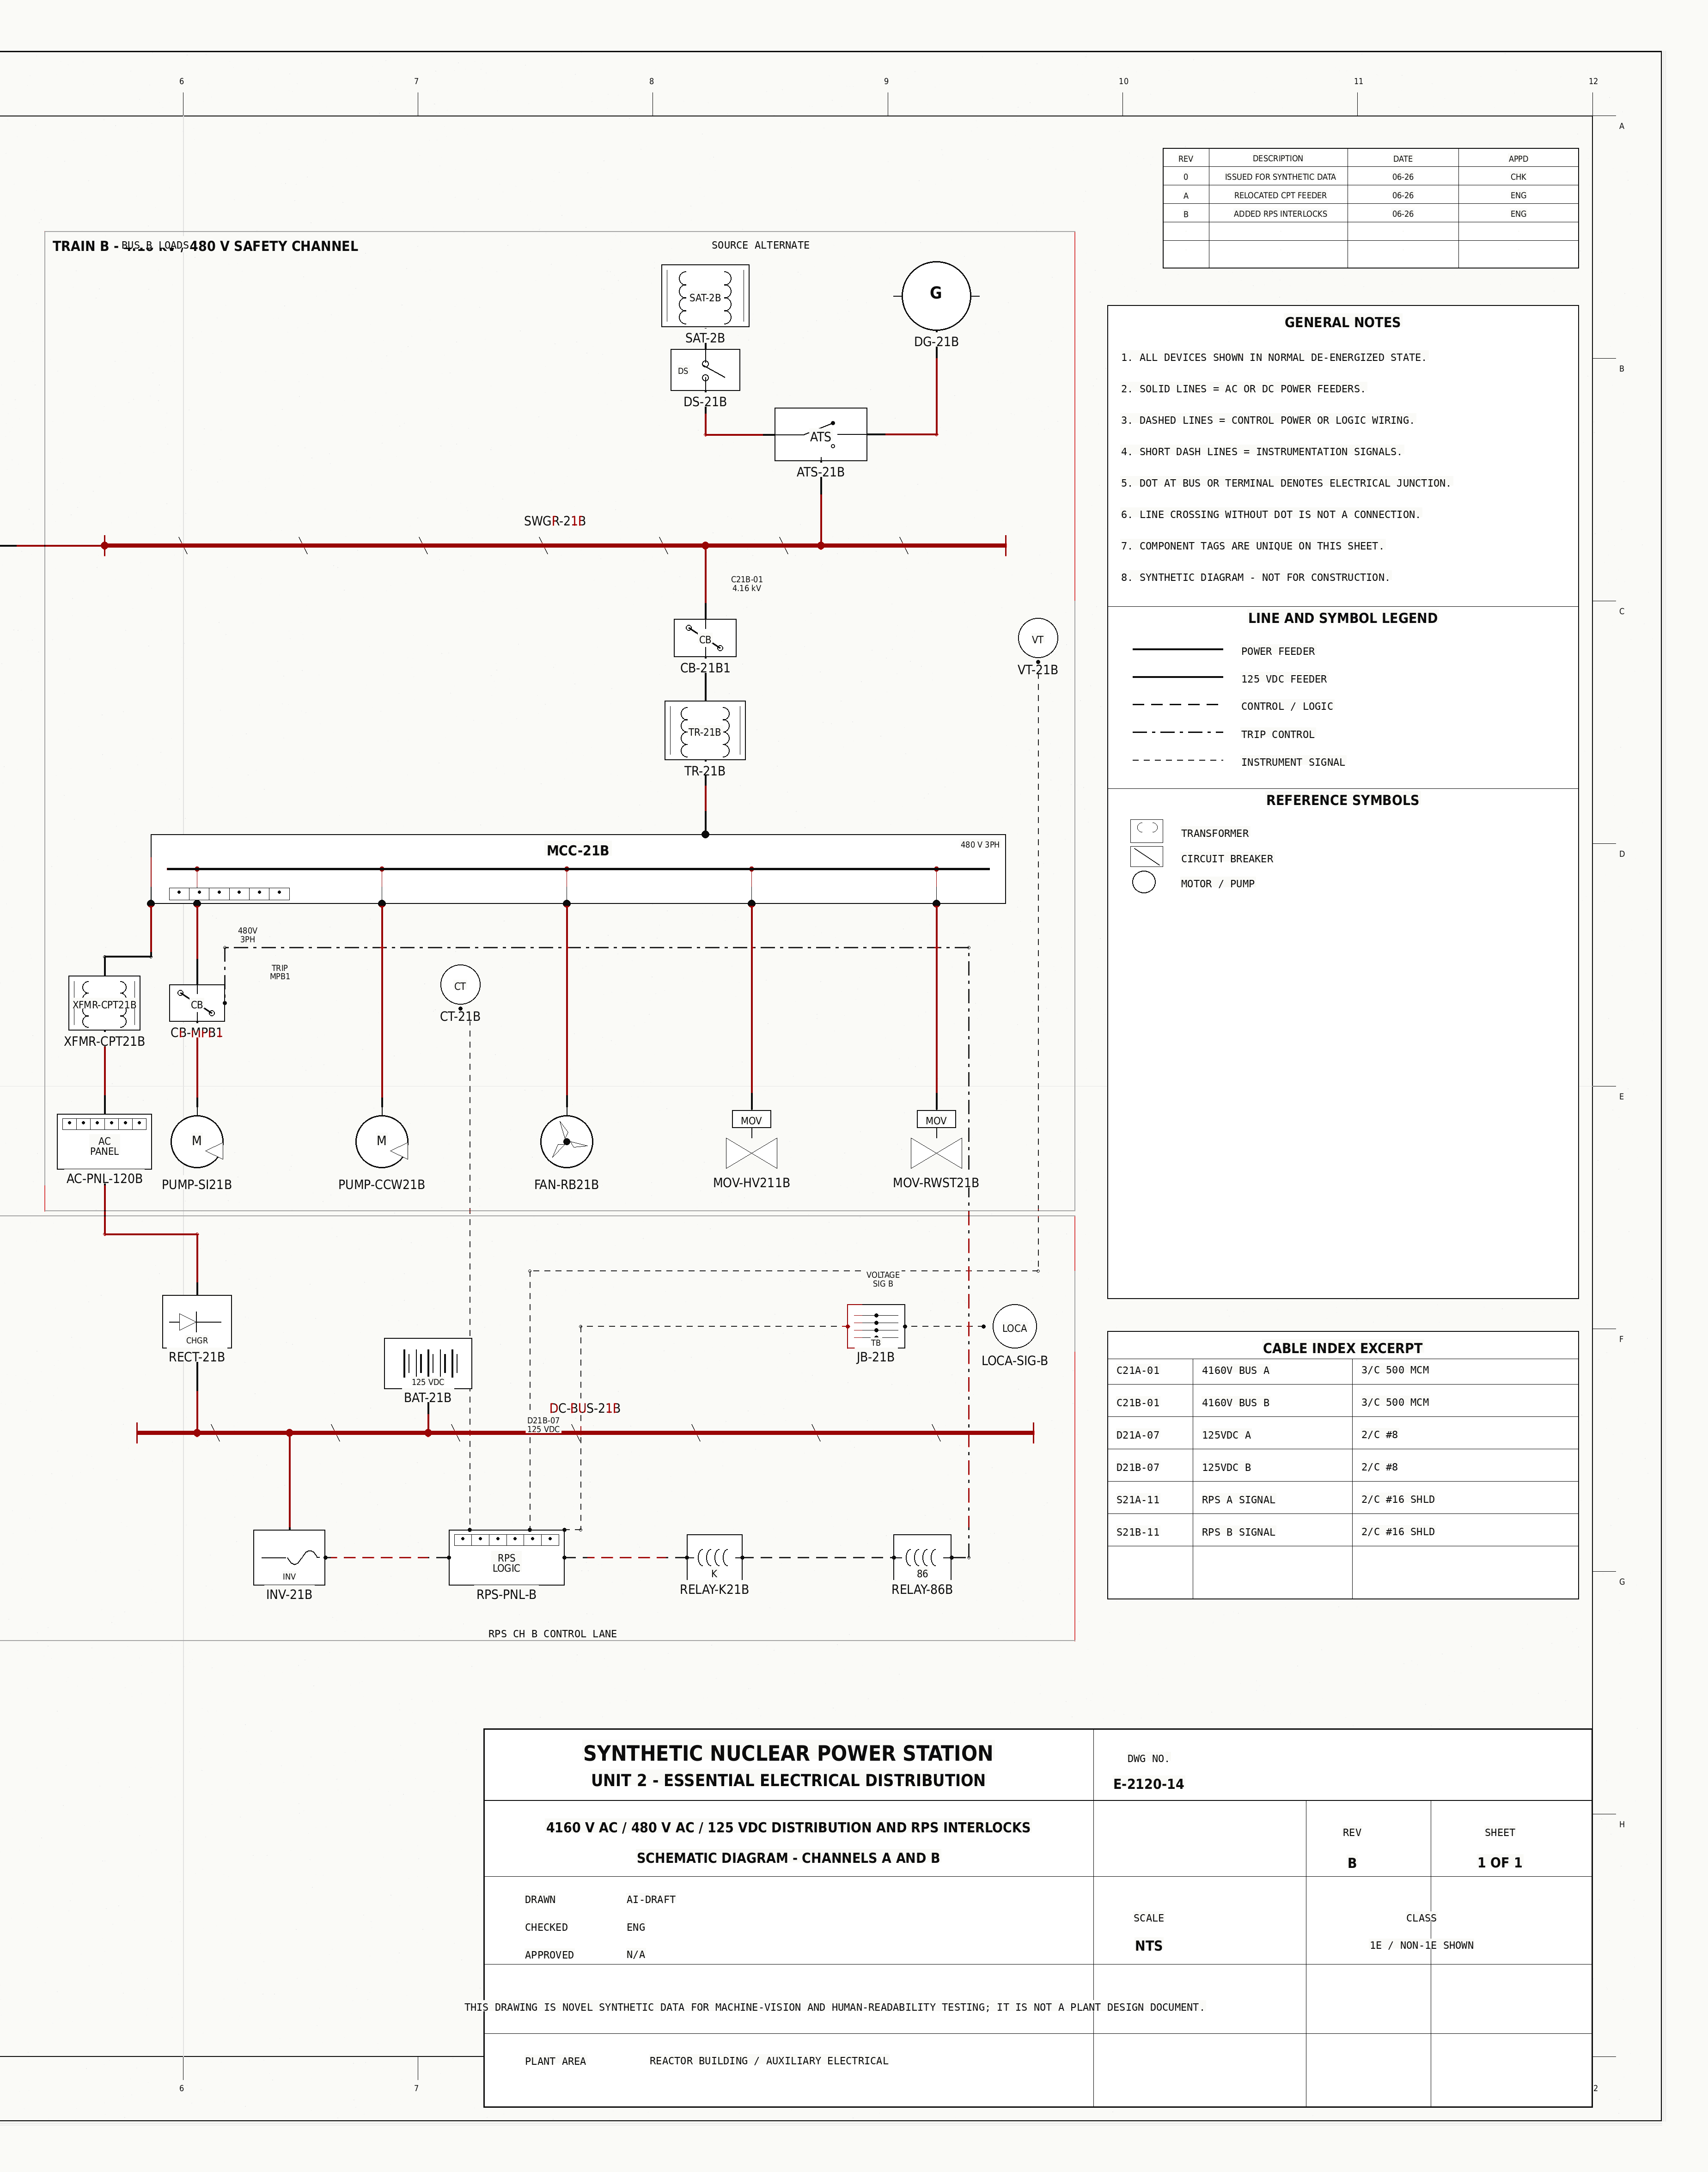 6 7 8 9 10 11 12
A
REV DESCRIPTION DATE APPD
0 ISSUED FOR SYNTHETIC DATA 06-26 CHK
A RELOCATED CPT FEEDER 06-26 ENG
B ADDED RPS INTERLOCKS 06-26 ENG
TRAIN B - 480 V SAFETY CHANNEL
BUS B LOADS
SOURCE ALTERNATE
SAT-2B
SAT-2B
G
DG-21B
DS
DS-21B
ATS
ATS-21B
SWGR-21B
C21B-01
4.16 kV
CB
CB-21B1
VT
VT-21B
TR-21B
TR-21B
MCC-21B
480 V 3PH
480V
3PH
TRIP
MPB1
CT
CT-21B
XFMR-CPT21B
XFMR-CPT21B
CB
CB-MPB1
AC
PANEL
AC-PNL-120B
M
PUMP-SI21B
M
PUMP-CCW21B
FAN-RB21B
MOV
MOV-HV211B
MOV
MOV-RWST21B
VOLTAGE
SIG B
CHGR
RECT-21B
125 VDC
BAT-21B
TB
JB-21B
LOCA
LOCA-SIG-B
DC-BUS-21B
D21B-07
125 VDC
INV
INV-21B
RPS
LOGIC
RPS-PNL-B
K
RELAY-K21B
86
RELAY-86B
RPS CH B CONTROL LANE
GENERAL NOTES
1. ALL DEVICES SHOWN IN NORMAL DE-ENERGIZED STATE.
2. SOLID LINES = AC OR DC POWER FEEDERS.
3. DASHED LINES = CONTROL POWER OR LOGIC WIRING.
4. SHORT DASH LINES = INSTRUMENTATION SIGNALS.
5. DOT AT BUS OR TERMINAL DENOTES ELECTRICAL JUNCTION.
6. LINE CROSSING WITHOUT DOT IS NOT A CONNECTION.
7. COMPONENT TAGS ARE UNIQUE ON THIS SHEET.
8. SYNTHETIC DIAGRAM - NOT FOR CONSTRUCTION.
LINE AND SYMBOL LEGEND
POWER FEEDER
125 VDC FEEDER
CONTROL / LOGIC
TRIP CONTROL
INSTRUMENT SIGNAL
REFERENCE SYMBOLS
TRANSFORMER
CIRCUIT BREAKER
MOTOR / PUMP
CABLE INDEX EXCERPT
C21A-01 4160V BUS A 3/C 500 MCM
C21B-01 4160V BUS B 3/C 500 MCM
D21A-07 125VDC A 2/C #8
D21B-07 125VDC B 2/C #8
S21A-11 RPS A SIGNAL 2/C #16 SHLD
S21B-11 RPS B SIGNAL 2/C #16 SHLD
B
C
D
E
F
G
H
SYNTHETIC NUCLEAR POWER STATION
UNIT 2 - ESSENTIAL ELECTRICAL DISTRIBUTION
DWG NO.
E-2120-14
4160 V AC / 480 V AC / 125 VDC DISTRIBUTION AND RPS INTERLOCKS
SCHEMATIC DIAGRAM - CHANNELS A AND B
REV
B
SHEET
1 OF 1
DRAWN AI-DRAFT
CHECKED ENG
APPROVED N/A
SCALE
NTS
CLASS
1E / NON-1E SHOWN
THIS DRAWING IS NOVEL SYNTHETIC DATA FOR MACHINE-VISION AND HUMAN-READABILITY TESTING; IT IS NOT A PLANT DESIGN DOCUMENT.
PLANT AREA REACTOR BUILDING / AUXILIARY ELECTRICAL
6 7 2